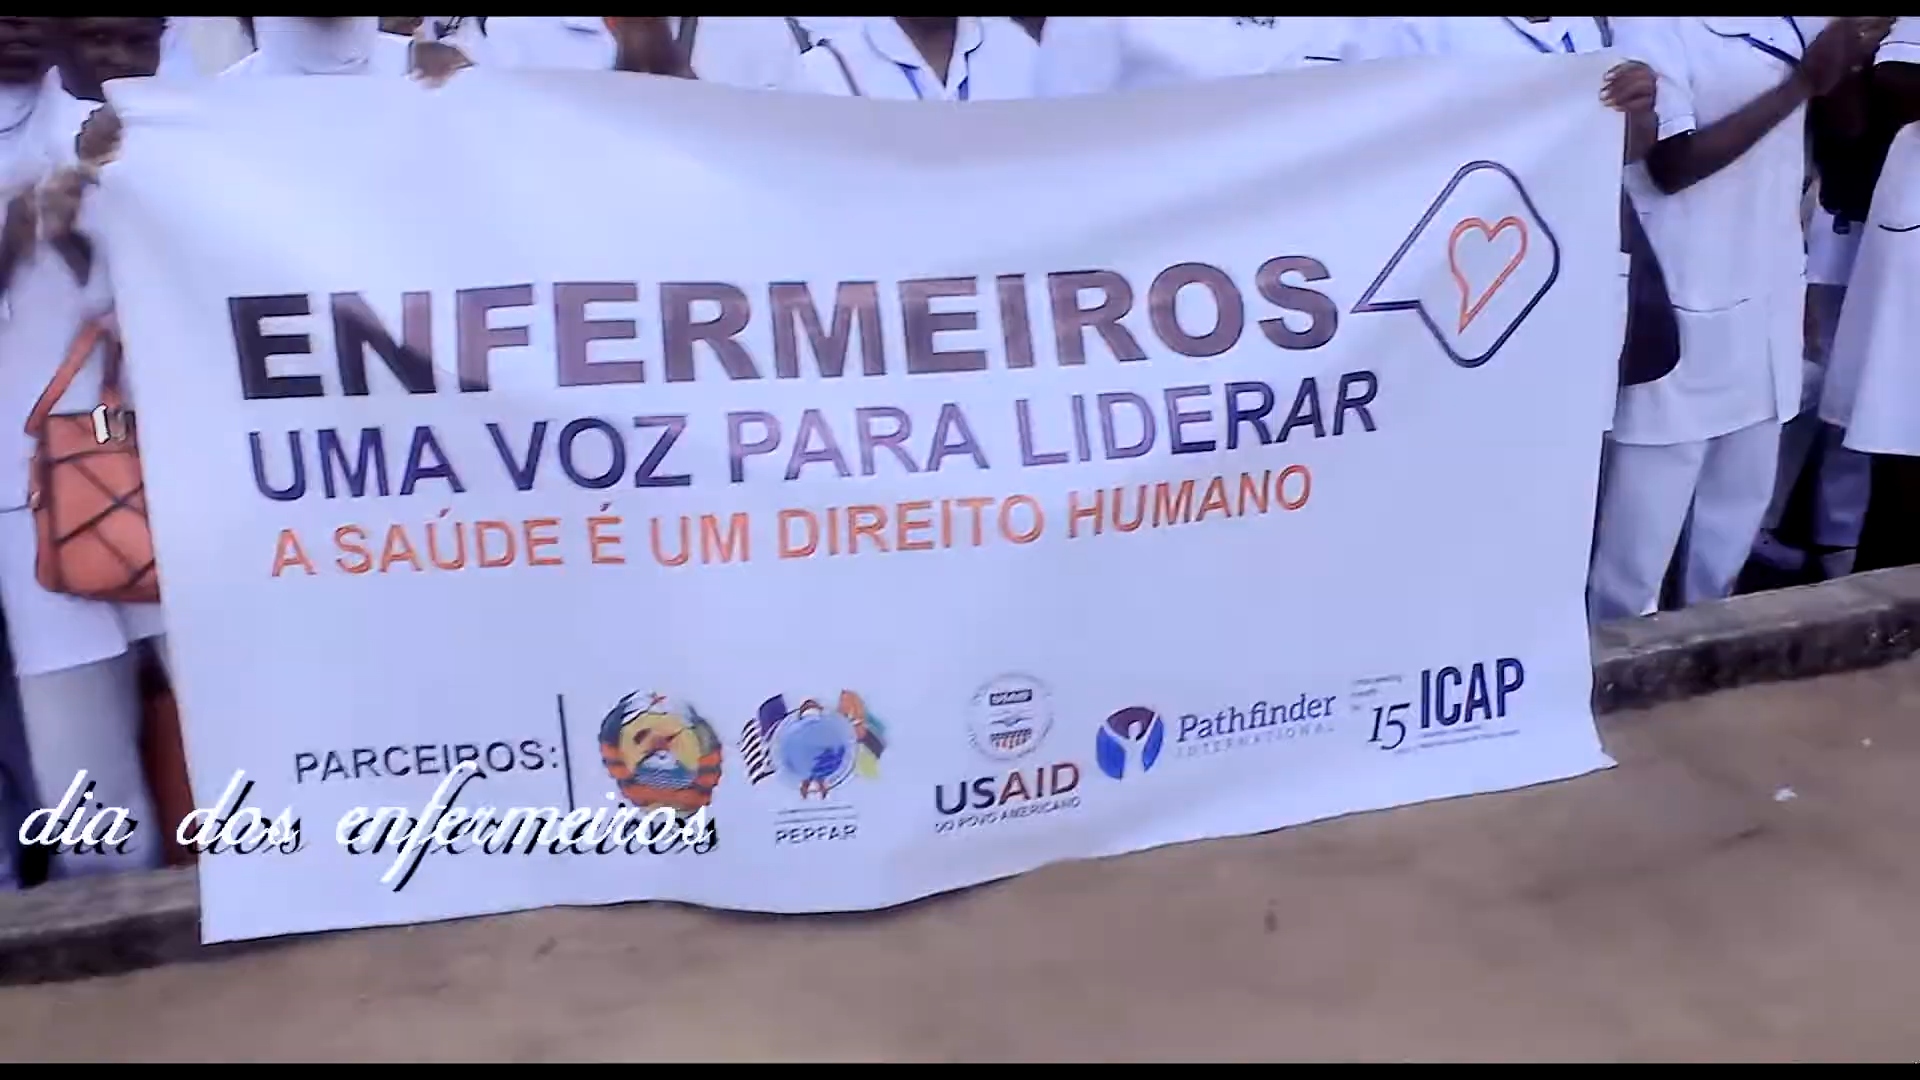 ENFERMEIROS
UMA VOZ PARA LIDERAR
A SAÚDE É UM DIREITO HUMANO
PARCEIROS:
PEPFAR
USAID
USAID
DO POVO AMERICANO
Pathfinder
INTERNATIONAL
15 ICAP
dia dos enfermeiros